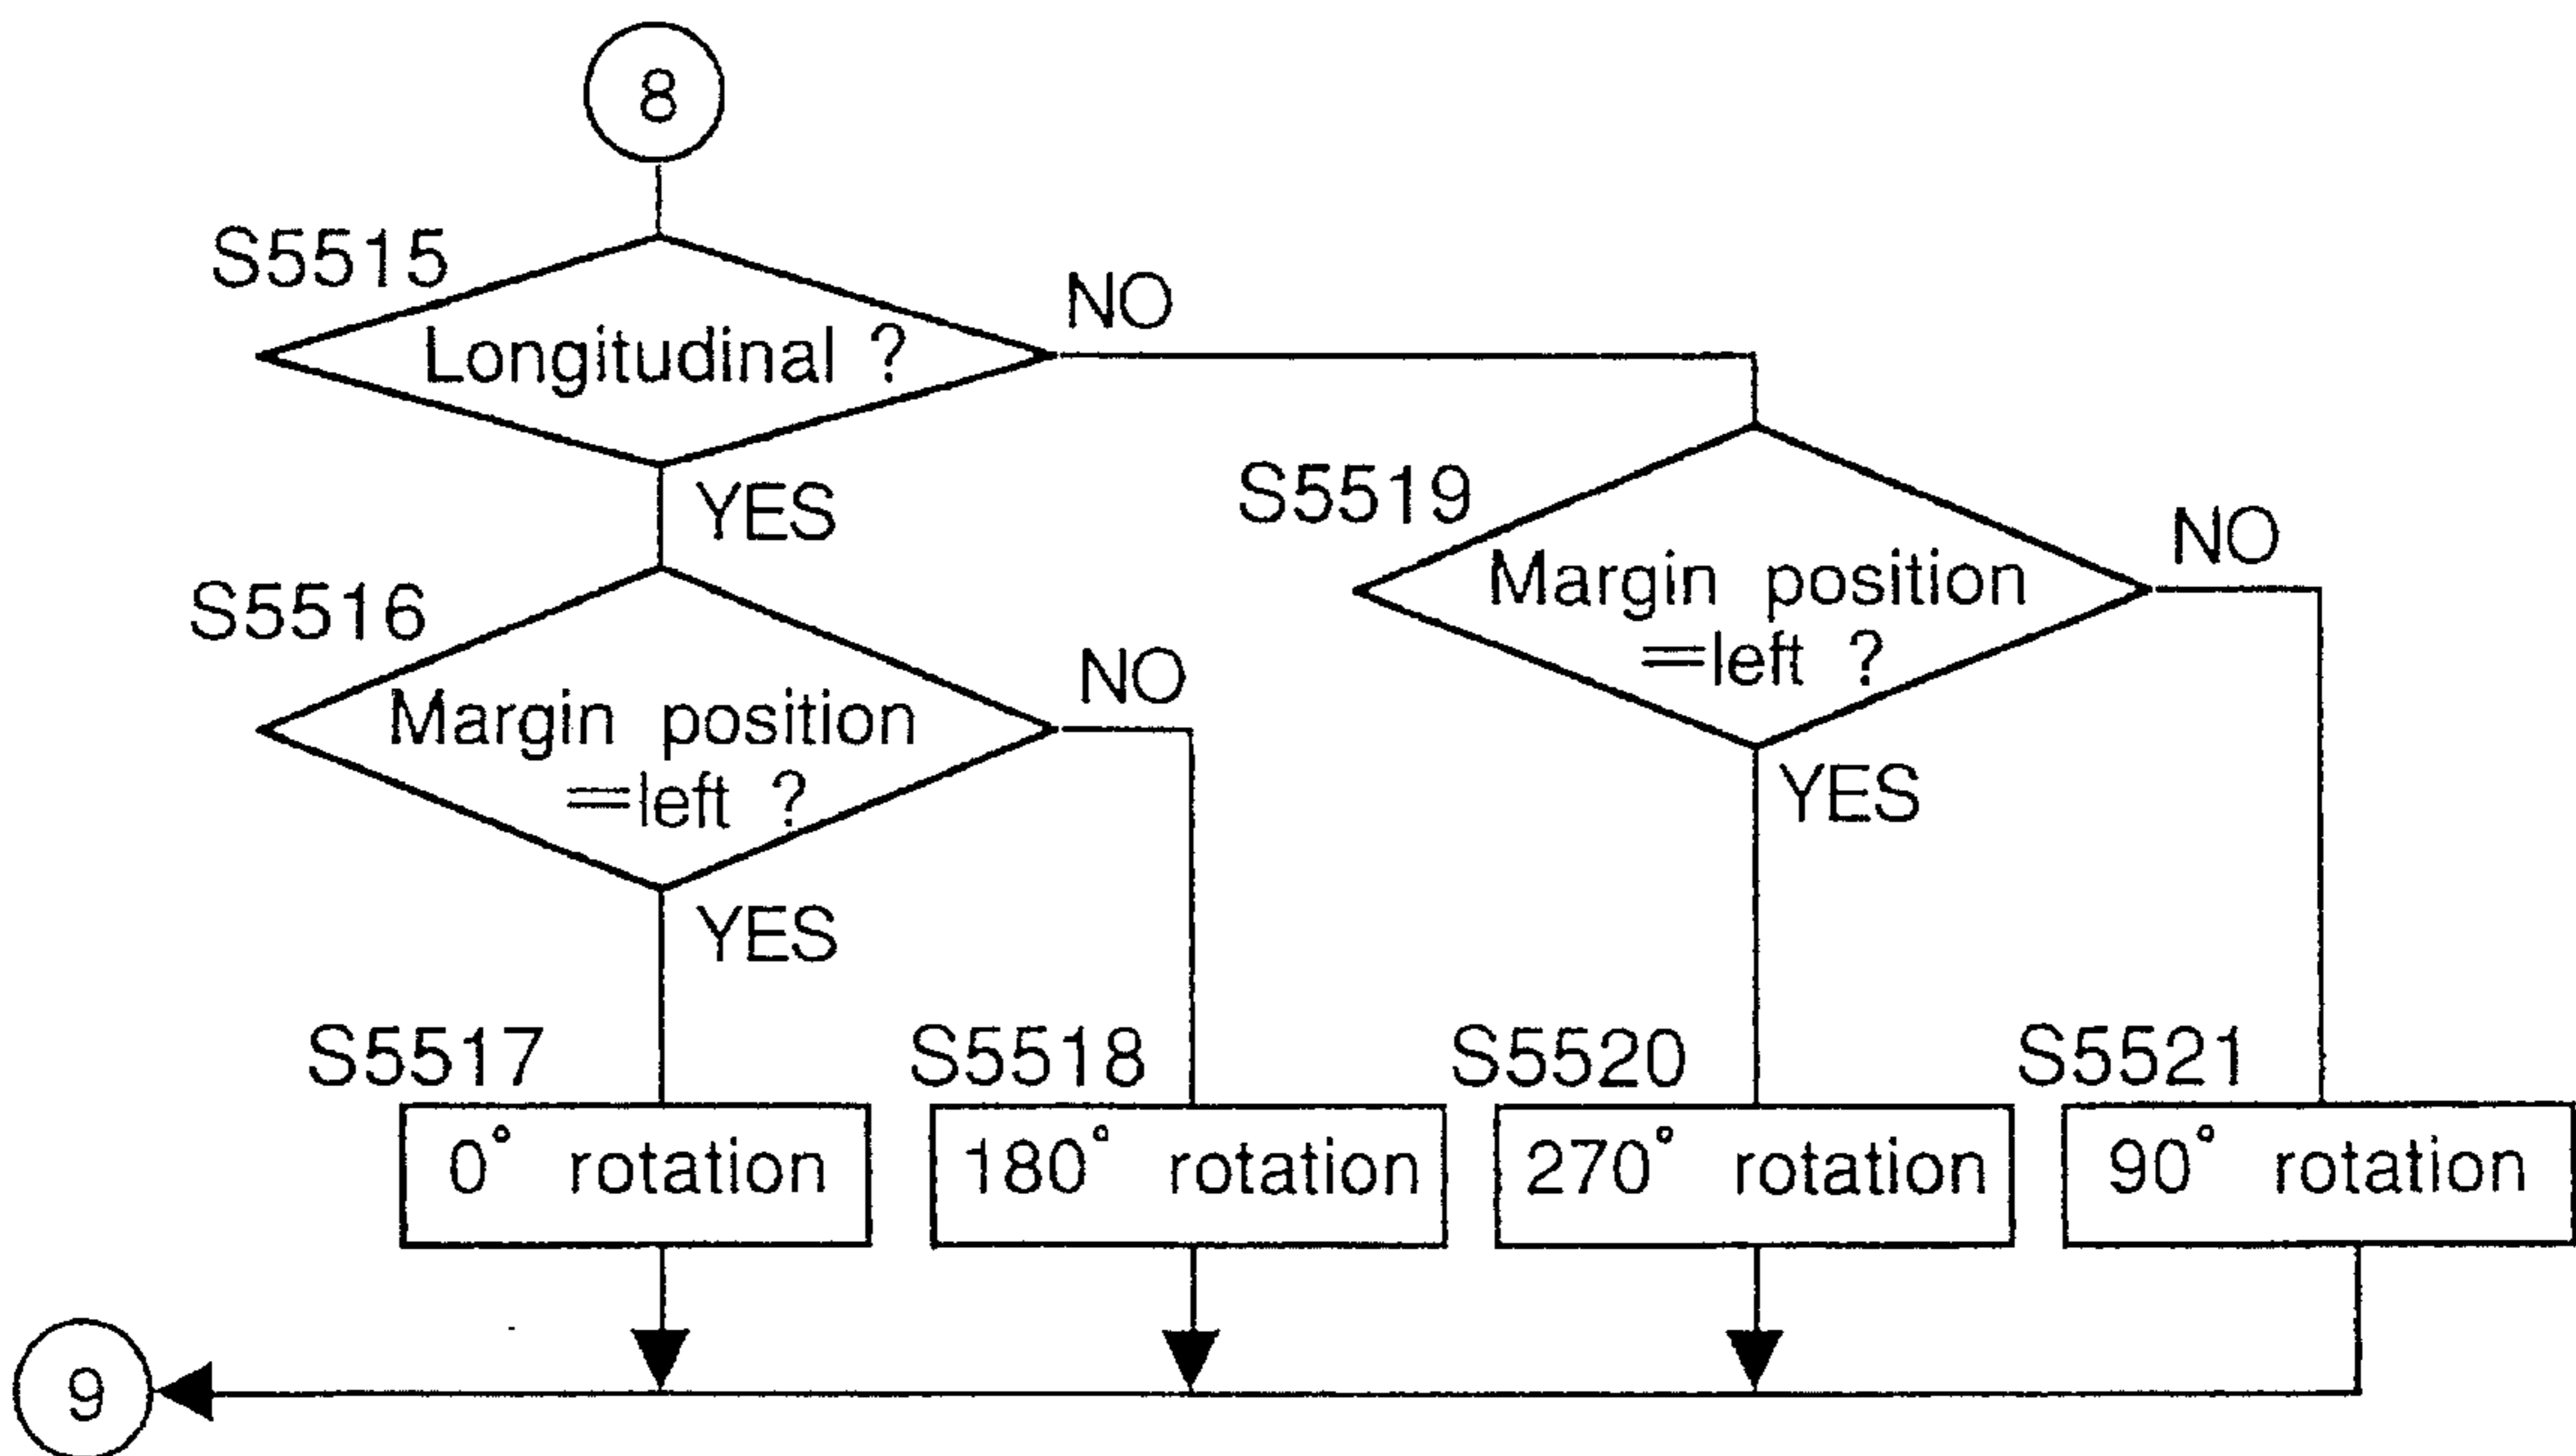 8
S5515
Longitudinal ?
NO
YES
S5516
Margin position
=left ?
NO
YES
S5519
Margin position
=left ?
NO
YES
S5517
0° rotation
S5518
180° rotation
S5520
270° rotation
S5521
90° rotation
9